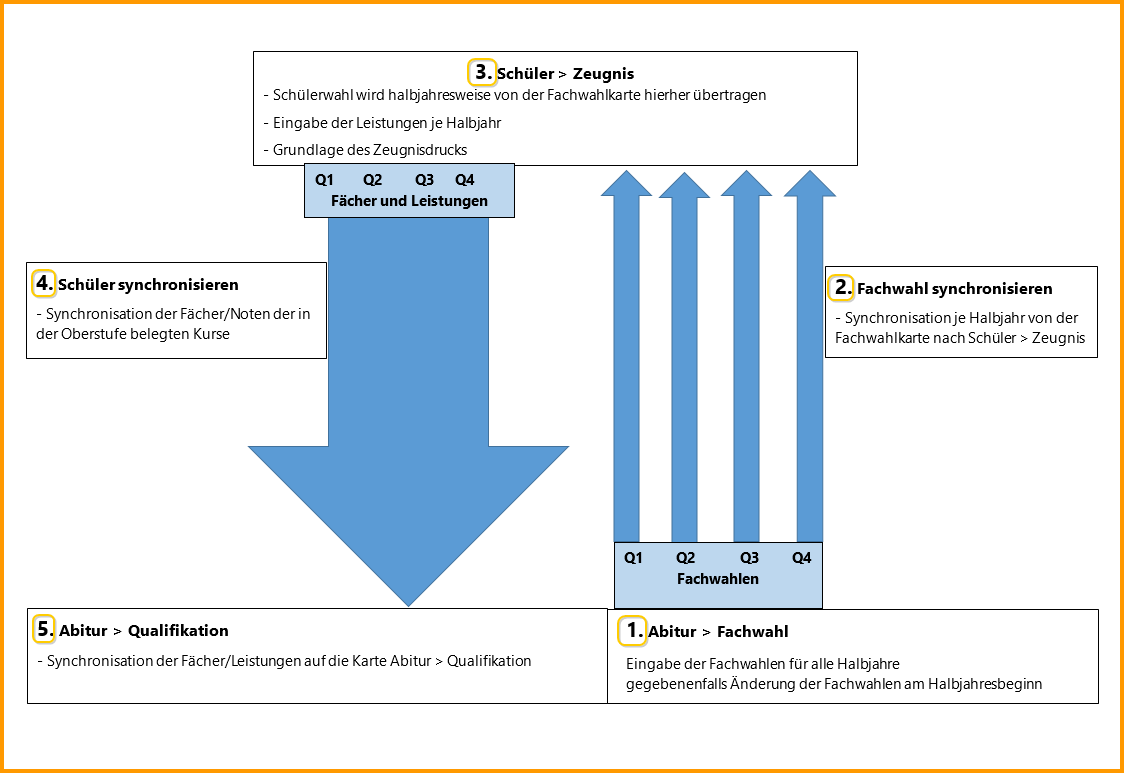 3. Schüler > Zeugnis
- Schülerwahl wird halbjahresweise von der Fachwahlkarte hierher übertragen
- Eingabe der Leistungen je Halbjahr
- Grundlage des Zeugnisdrucks
Q1 Q2 Q3 Q4
Fächer und Leistungen
4. Schüler synchronisieren
- Synchronisation der Fächer/Noten der in
der Oberstufe belegten Kurse
2. Fachwahl synchronisieren
- Synchronisation je Halbjahr von der
Fachwahlkarte nach Schüler > Zeugnis
Q1 Q2 Q3 Q4
Fachwahlen
5. Abitur > Qualifikation
- Synchronisation der Fächer/Leistungen auf die Karte Abitur > Qualifikation
1. Abitur > Fachwahl
Eingabe der Fachwahlen für alle Halbjahre
gegebenenfalls Änderung der Fachwahlen am Halbjahresbeginn